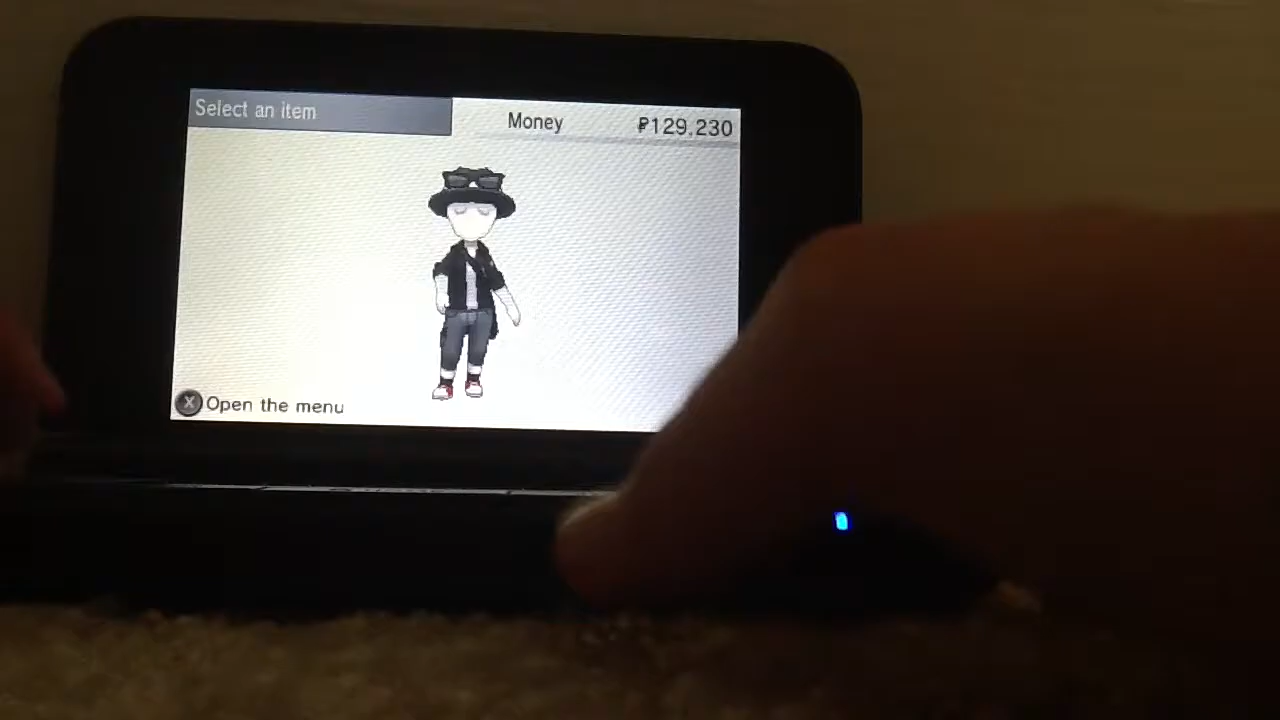 Select an item
Money ₽129,230
X Open the menu